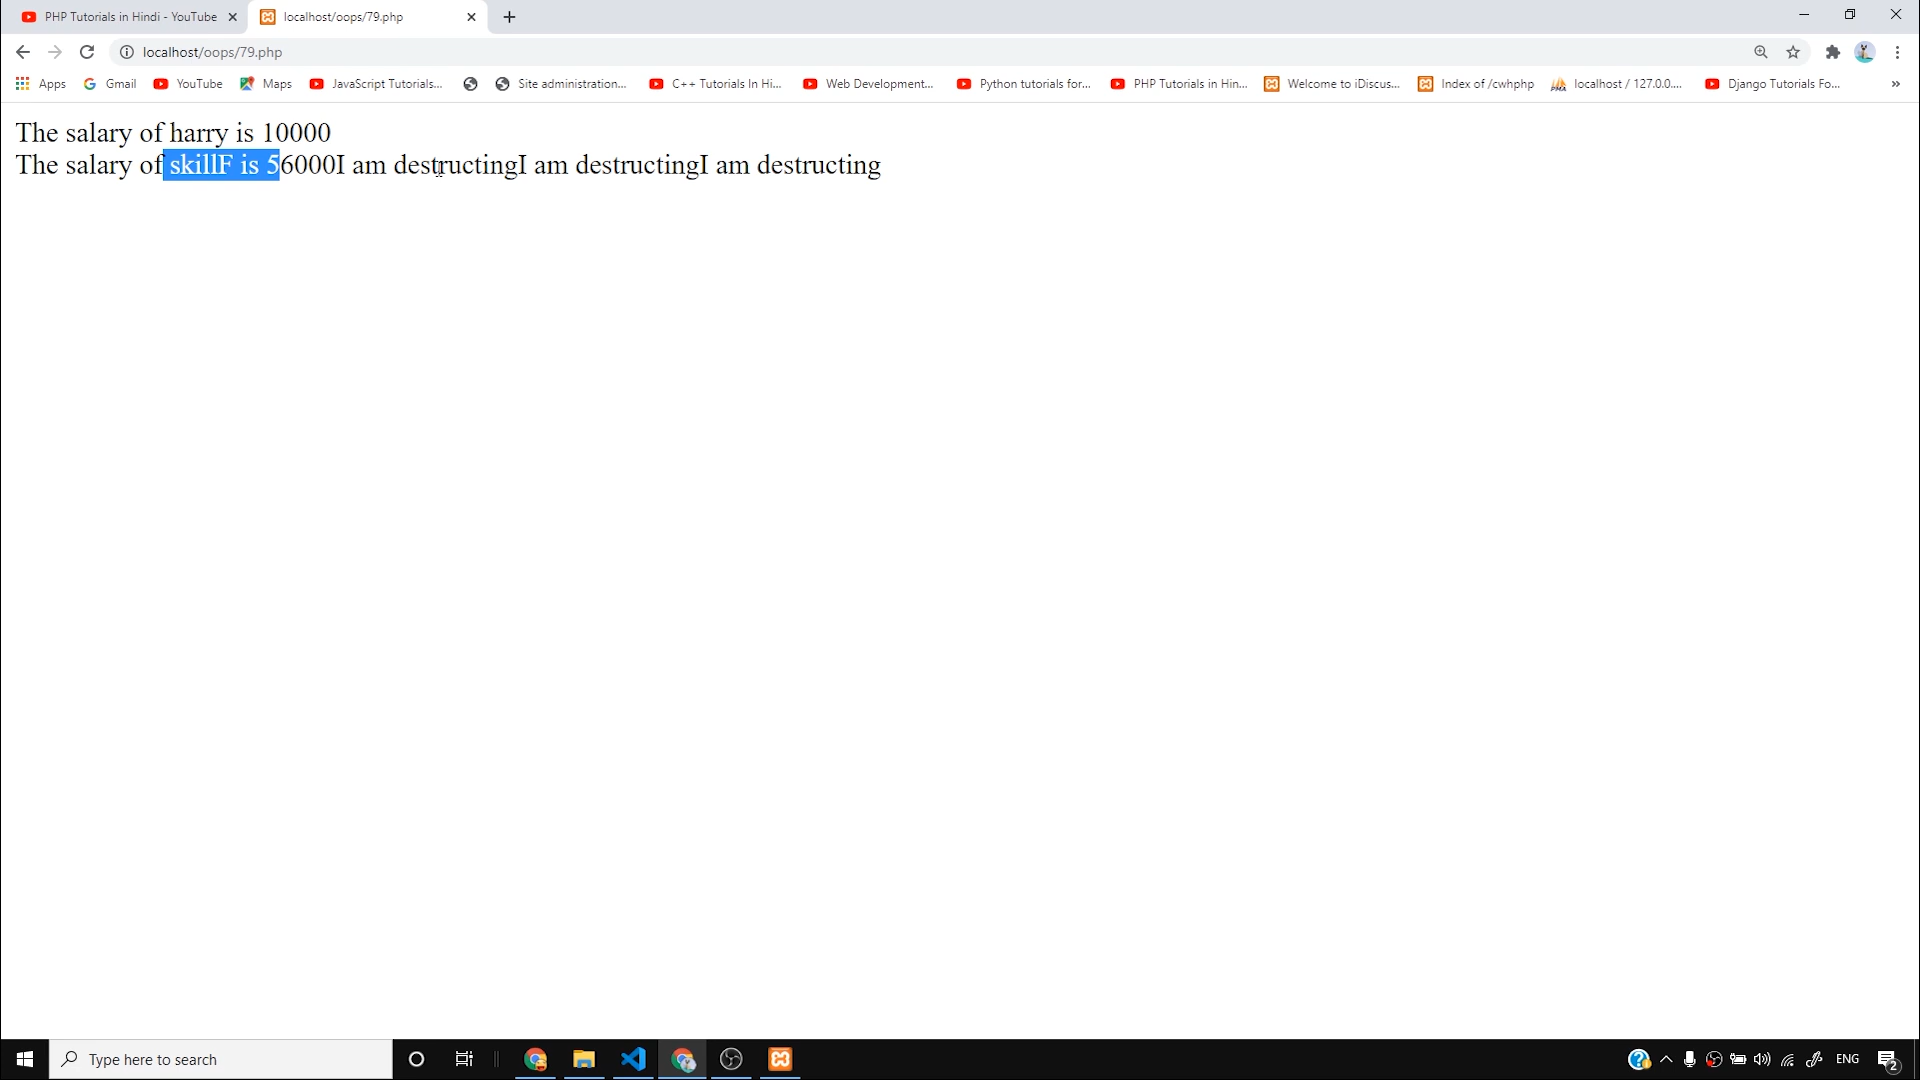 PHP Tutorials in Hindi - YouTube
localhost/oops/79.php
localhost/oops/79.php
Apps
Gmail
YouTube
Maps
JavaScript Tutorials...
Site administration...
C++ Tutorials In Hi...
Web Development...
Python tutorials for...
PHP Tutorials in Hin...
Welcome to iDiscus...
Index of /cwhphp
localhost / 127.0.0....
Django Tutorials Fo...
»
The salary of harry is 10000
The salary of skillF is 56000I am destructingI am destructingI am destructing
Type here to search
ENG
2